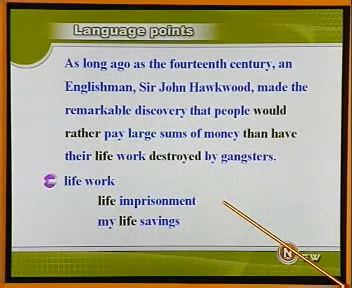 Language points
As long ago as the fourteenth century, an
Englishman, Sir John Hawkwood, made the
remarkable discovery that people would
rather pay large sums of money than have
their life work destroyed by gangsters.
life work
life imprisonment
my life savings
NEW